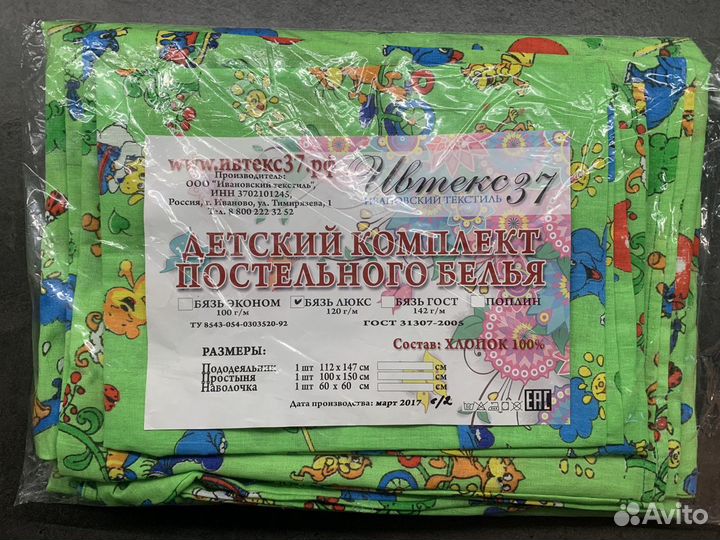 www.ивтекс37.рф
Производитель:
ООО "Ивановский текстиль",
ИНН 3702101245,
Россия, г. Иваново, ул. Тимирязева, 1
Тел. 8 800 222 32 52
Ивтекс37
ИВАНОВСКИЙ ТЕКСТИЛЬ
ДЕТСКИЙ КОМПЛЕКТ
ПОСТЕЛЬНОГО БЕЛЬЯ
БЯЗЬ ЭКОНОМ БЯЗЬ ЛЮКС БЯЗЬ ГОСТ ПОПЛИН
100 г/м 120 г/м 142 г/м
ТУ 8543-054-0303520-92 ГОСТ 31307-2005
Состав: ХЛОПОК 100%
РАЗМЕРЫ:
Пододеяльник 1 шт 112 х 147 см см
Простыня 1 шт 100 х 150 см см
Наволочка 1 шт 60 х 60 см см
Дата производства: март 2017 с/2
ЕАС
Avito